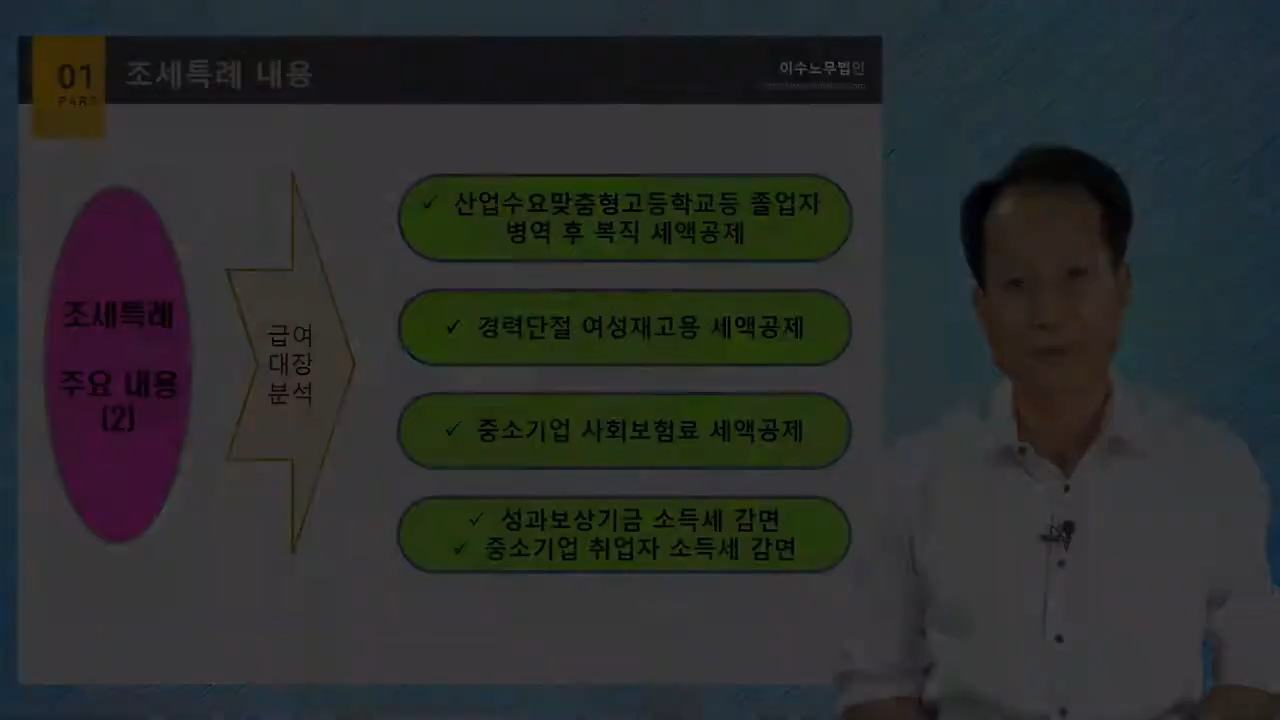 01
PART
조세특례 내용
이수노무법인
조세특례
주요 내용
(2)
급여
대장
분석
✓ 산업수요맞춤형고등학교등 졸업자
병역 후 복직 세액공제
✓ 경력단절 여성재고용 세액공제
✓ 중소기업 사회보험료 세액공제
✓ 성과보상기금 소득세 감면
✓ 중소기업 취업자 소득세 감면